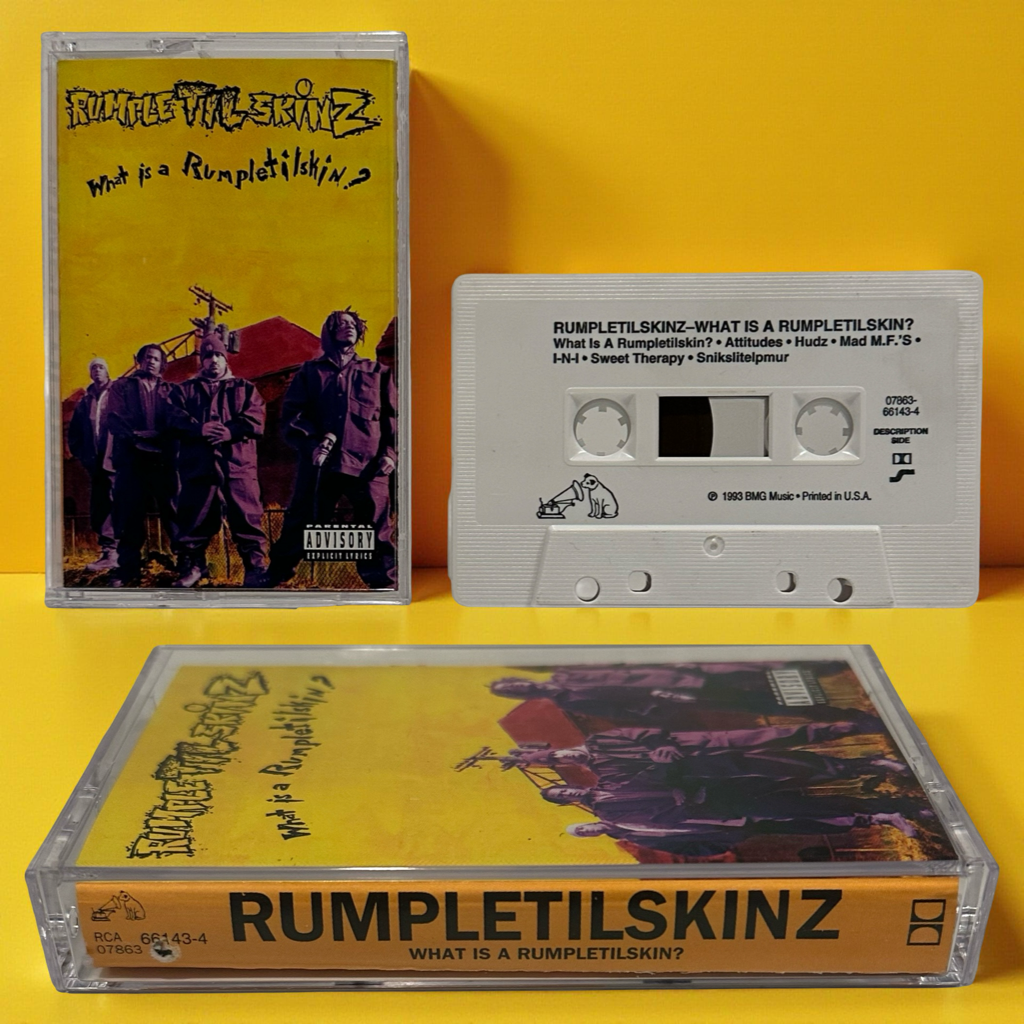 RUMPLETILSKINZ
What is a Rumpletilskin?
PARENTAL
ADVISORY
EXPLICIT LYRICS
RUMPLETILSKINZ–WHAT IS A RUMPLETILSKIN?
What Is A Rumpletilskin? • Attitudes • Hudz • Mad M.F.'S •
I-N-I • Sweet Therapy • Snikslitelpmur
07863-
66143-4
DESCRIPTION
SIDE
℗ 1993 BMG Music • Printed in U.S.A.
RUMPLETILSKINZ
What is a Rumpletilskin?
ADVISORY
RCA 66143-4
07863
RUMPLETILSKINZ
WHAT IS A RUMPLETILSKIN?